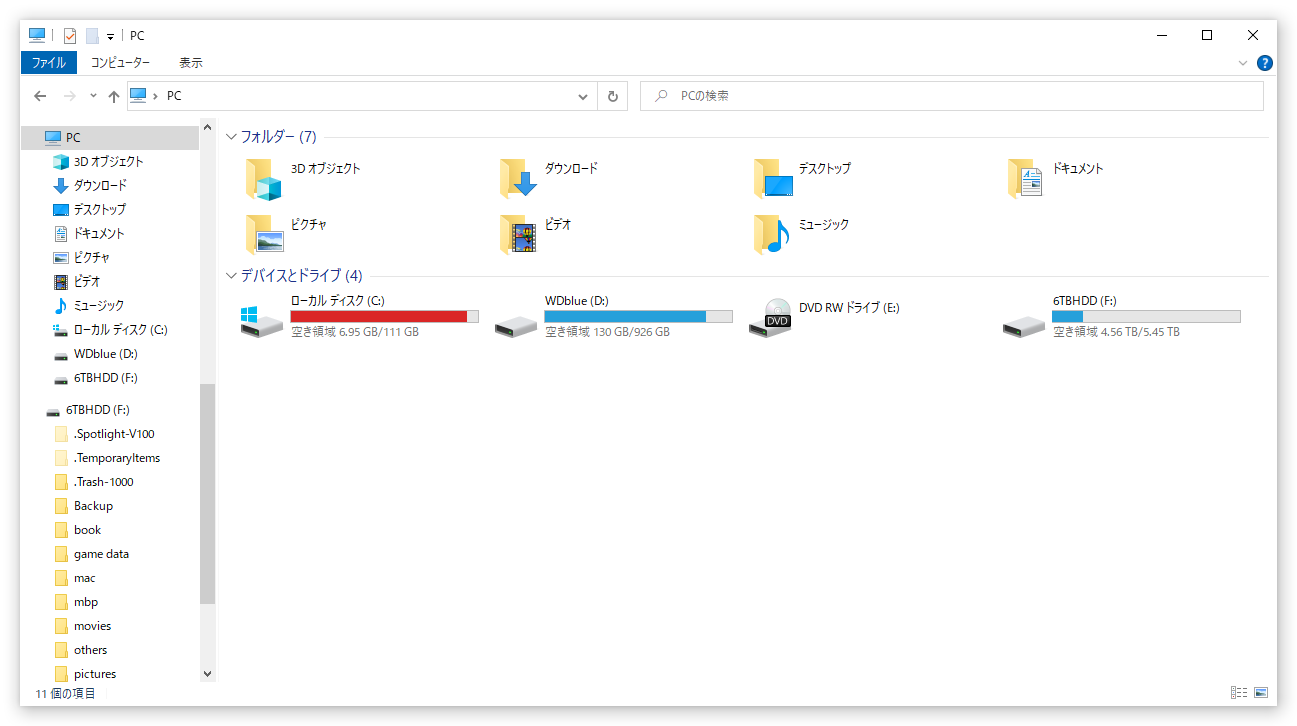 PC
ファイル
コンピューター
表示
PC
PCの検索
PC
3D オブジェクト
ダウンロード
デスクトップ
ドキュメント
ピクチャ
ビデオ
ミュージック
ローカル ディスク (C:)
WDblue (D:)
6TBHDD (F:)
6TBHDD (F:)
.Spotlight-V100
.TemporaryItems
.Trash-1000
Backup
book
game data
mac
mbp
movies
others
pictures
フォルダー (7)
3D オブジェクト
ダウンロード
デスクトップ
ドキュメント
ピクチャ
ビデオ
ミュージック
デバイスとドライブ (4)
ローカル ディスク (C:)
空き領域 6.95 GB/111 GB
WDblue (D:)
空き領域 130 GB/926 GB
DVD
DVD RW ドライブ (E:)
6TBHDD (F:)
空き領域 4.56 TB/5.45 TB
11 個の項目